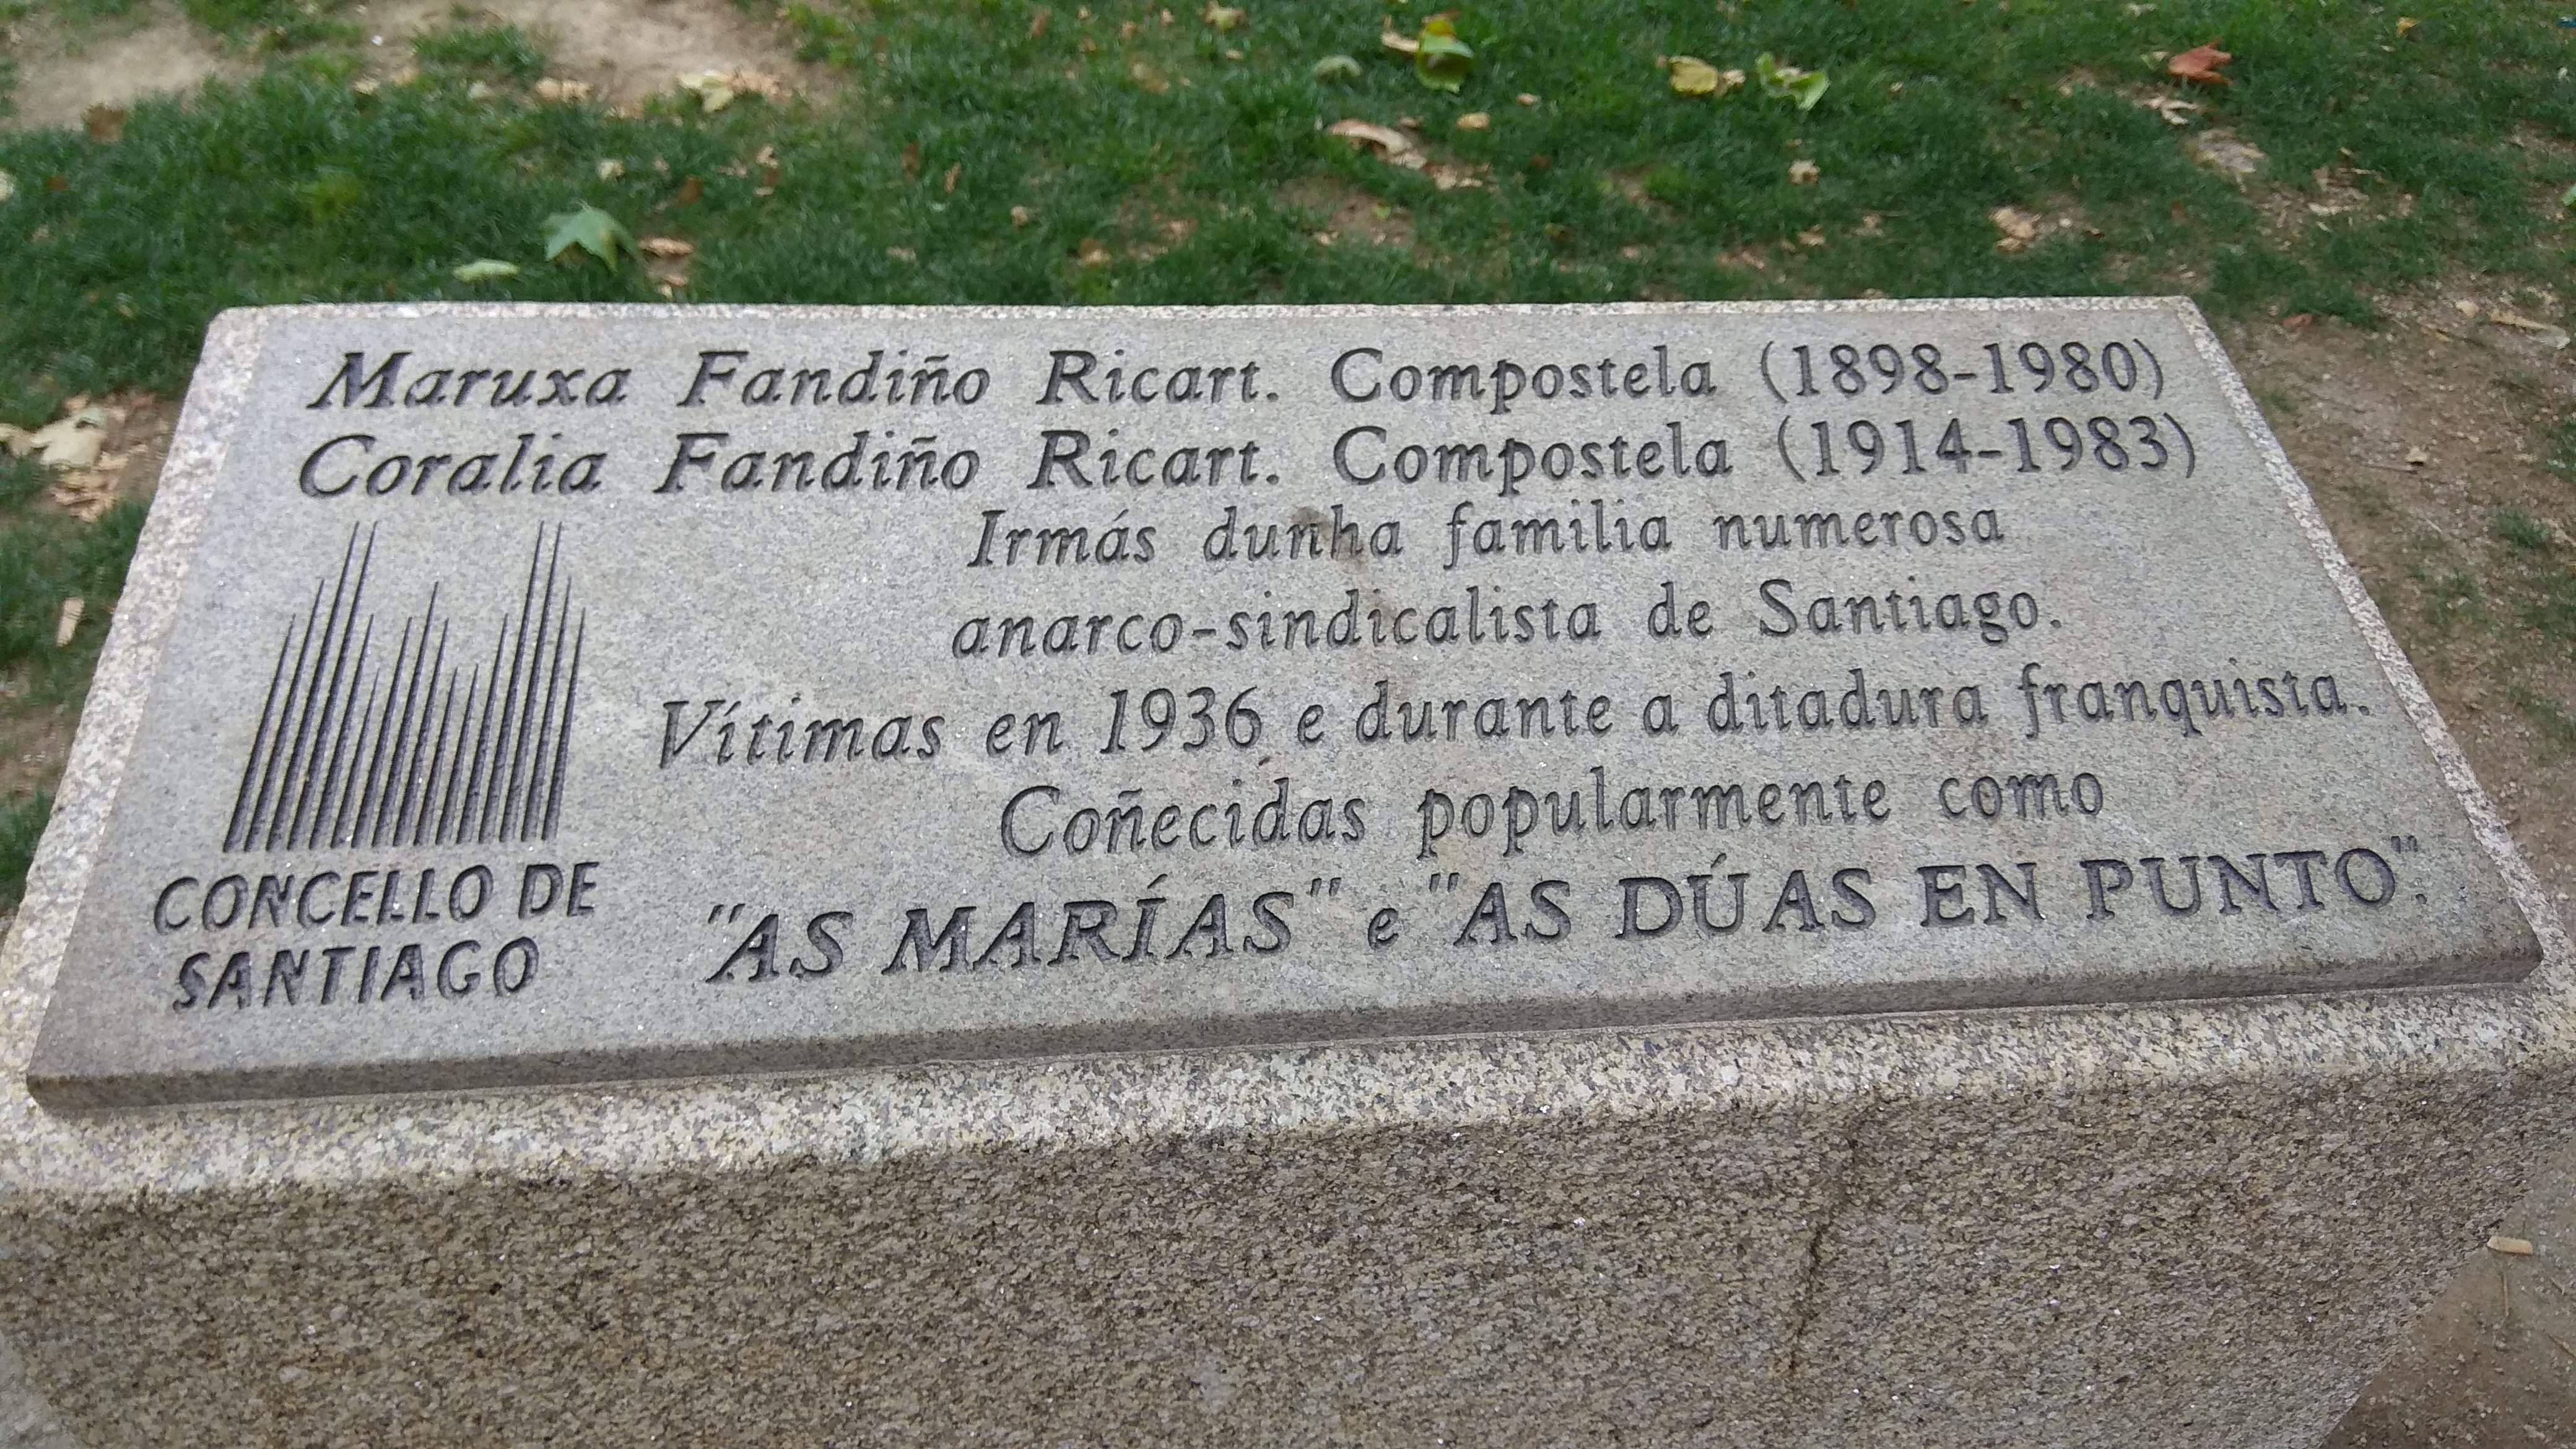 Maruxa Fandiño Ricart. Compostela (1898-1980)
Coralia Fandiño Ricart. Compostela (1914-1983)
Irmás dunha familia numerosa
anarco-sindicalista de Santiago.
Vítimas en 1936 e durante a ditadura franquista.
Coñecidas popularmente como
"AS MARÍAS" e "AS DÚAS EN PUNTO".
CONCELLO DE
SANTIAGO